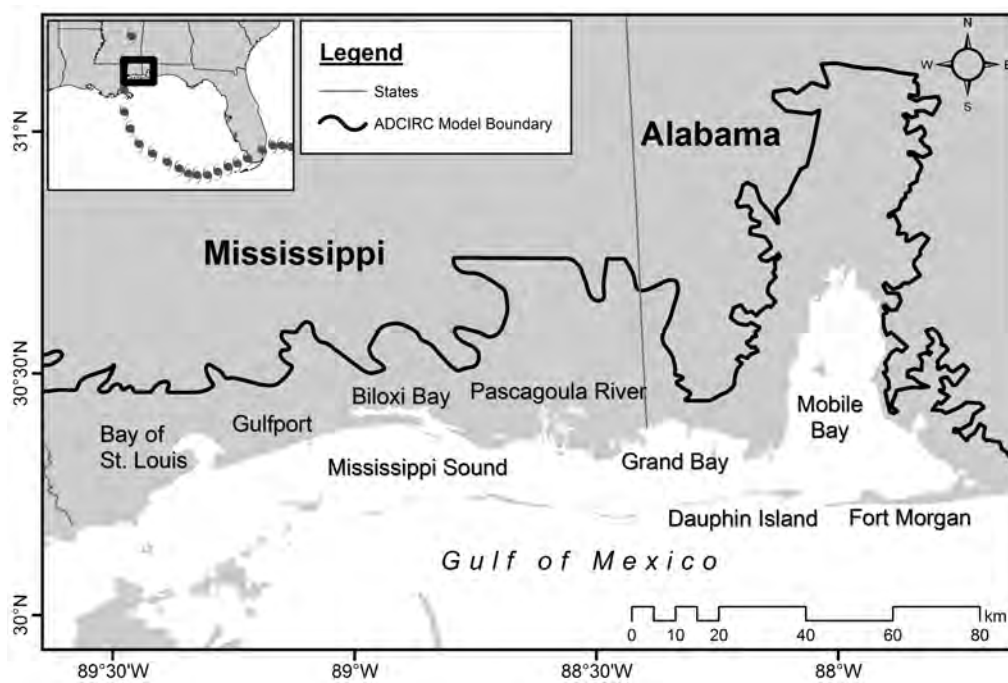 Legend
States
ADCIRC Model Boundary
N
W
E
S
31°N
Alabama
Mississippi
30°30'N
Biloxi Bay
Pascagoula River
Mobile
Bay
Gulfport
Bay of
St. Louis
Mississippi Sound
Grand Bay
Dauphin Island
Fort Morgan
Gulf of Mexico
30°N
km
0 10 20 40 60 80
89°30'W
89°W
88°30'W
88°W